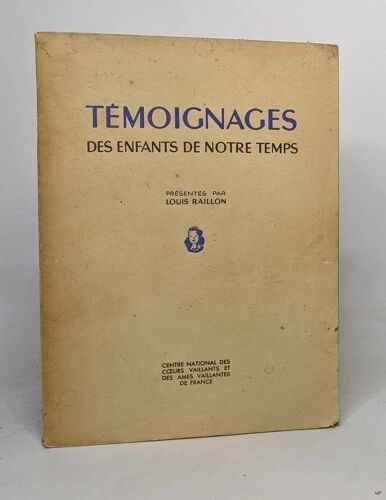 TÉMOIGNAGES
DES ENFANTS DE NOTRE TEMPS
PRÉSENTÉS PAR
LOUIS RAILLON
CENTRE NATIONAL DES
CŒURS VAILLANTS ET
DES AMES VAILLANTES
DE FRANCE